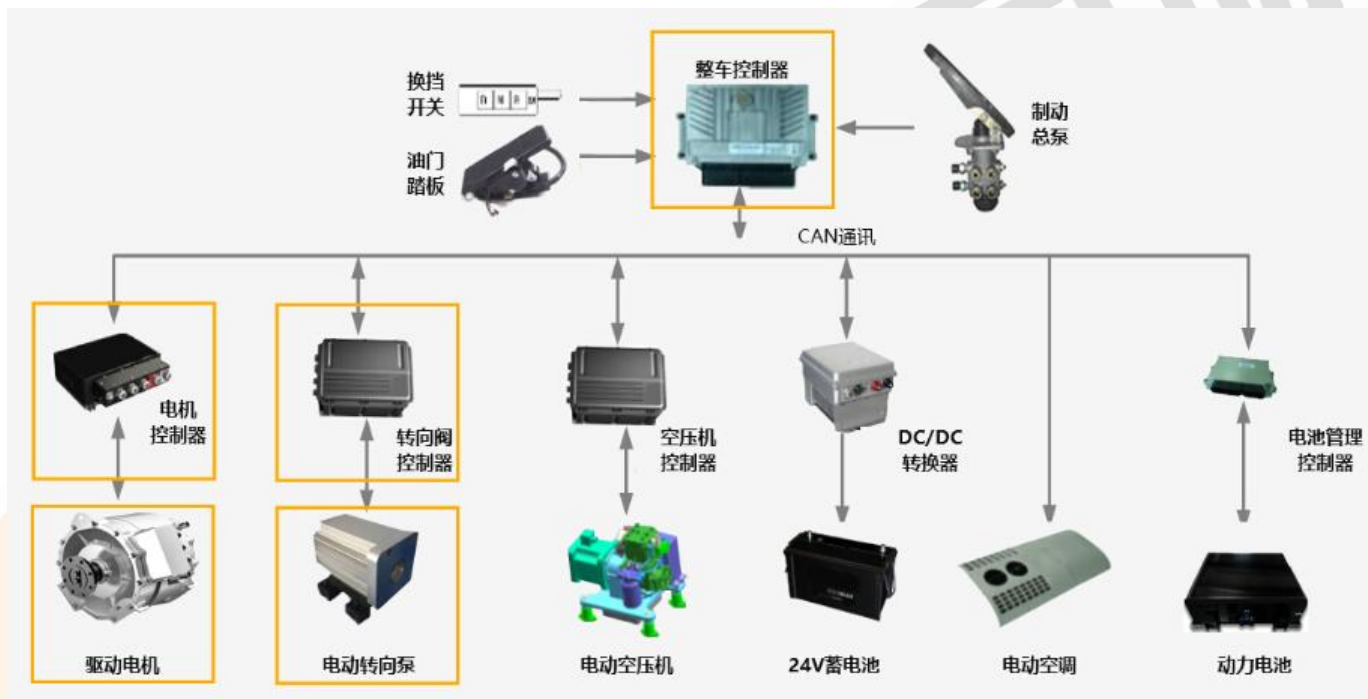 整车控制器
换挡
开关
制动
总泵
油门
踏板
CAN通讯
电机
控制器
转向阀
控制器
空压机
控制器
DC/DC
转换器
电池管理
控制器
驱动电机
电动转向泵
电动空压机
24V蓄电池
电动空调
动力电池